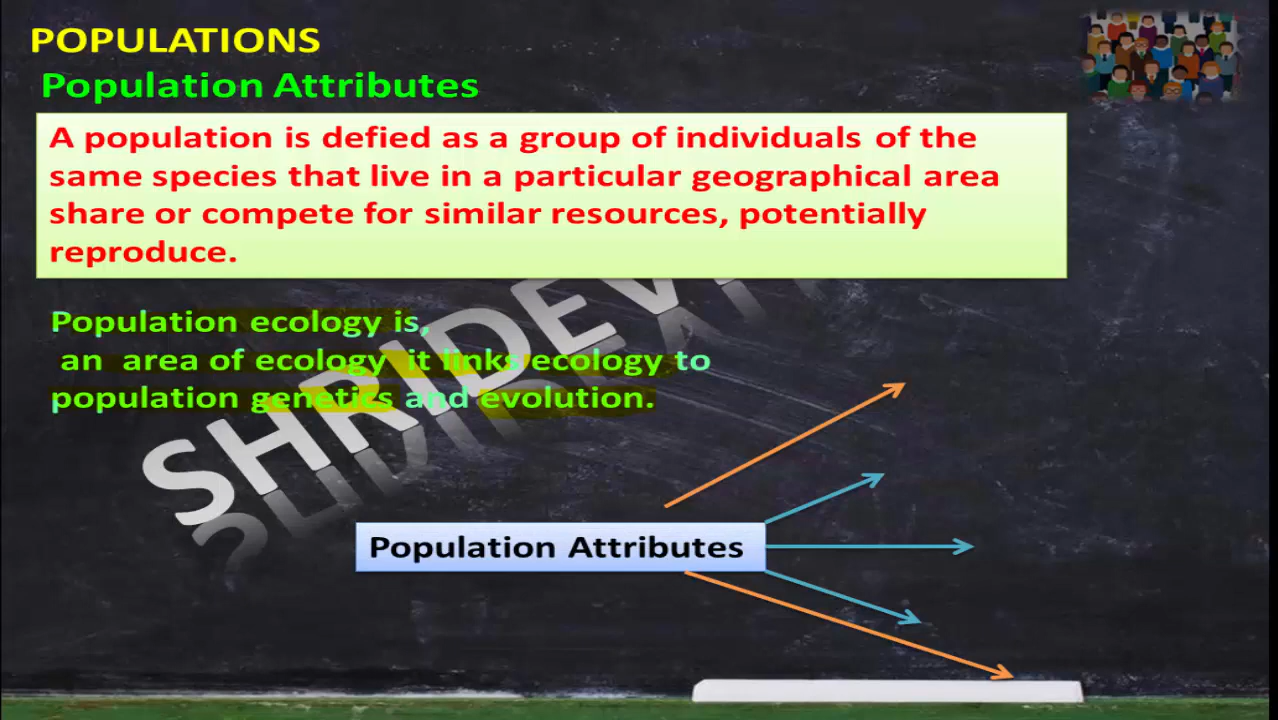 POPULATIONS
Population Attributes
A population is defied as a group of individuals of the
same species that live in a particular geographical area
share or compete for similar resources, potentially
reproduce.
Population ecology is,
an area of ecology it links ecology to
population genetics and evolution.
Population Attributes